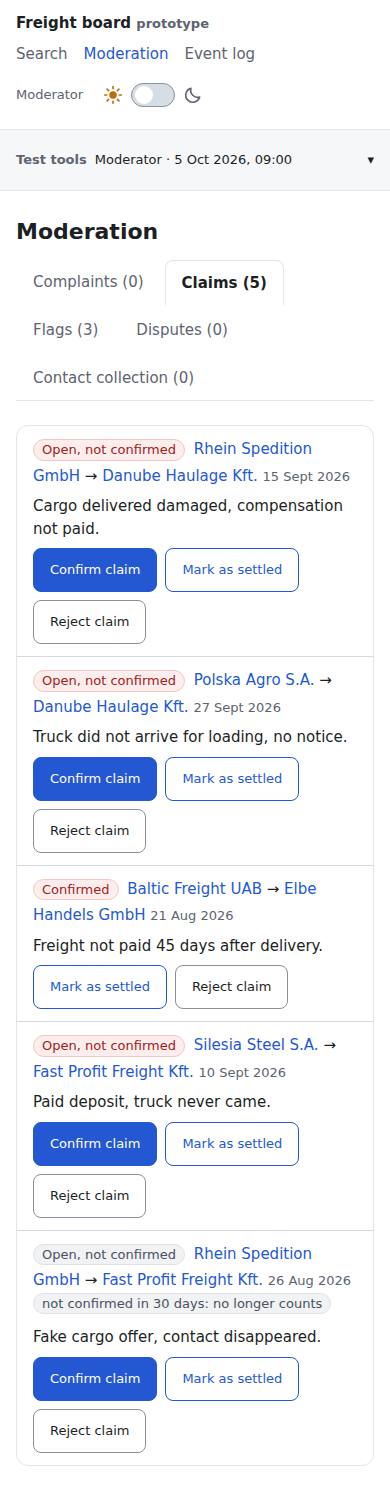 Freight board prototype
Search Moderation Event log
Moderator
Test tools Moderator · 5 Oct 2026, 09:00 ▾
Moderation
Complaints (0) Claims (5)
Flags (3) Disputes (0)
Contact collection (0)
Open, not confirmed Rhein Spedition
GmbH → Danube Haulage Kft. 15 Sept 2026
Cargo delivered damaged, compensation
not paid.
Confirm claim Mark as settled
Reject claim
Open, not confirmed Polska Agro S.A. →
Danube Haulage Kft. 27 Sept 2026
Truck did not arrive for loading, no notice.
Confirm claim Mark as settled
Reject claim
Confirmed Baltic Freight UAB → Elbe
Handels GmbH 21 Aug 2026
Freight not paid 45 days after delivery.
Mark as settled Reject claim
Open, not confirmed Silesia Steel S.A. →
Fast Profit Freight Kft. 10 Sept 2026
Paid deposit, truck never came.
Confirm claim Mark as settled
Reject claim
Open, not confirmed Rhein Spedition
GmbH → Fast Profit Freight Kft. 26 Aug 2026
not confirmed in 30 days: no longer counts
Fake cargo offer, contact disappeared.
Confirm claim Mark as settled
Reject claim